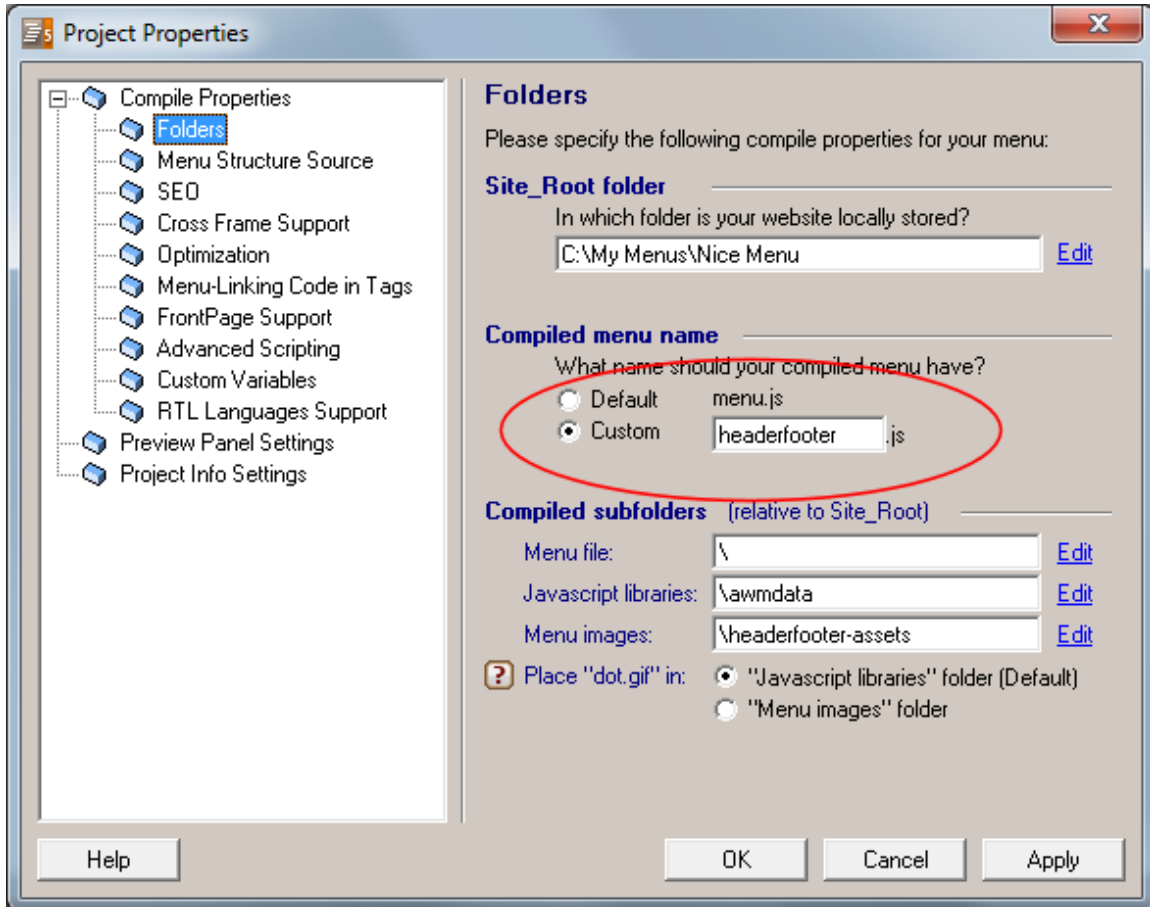 5 Project Properties
Compile Properties
Folders
Menu Structure Source
SEO
Cross Frame Support
Optimization
Menu-Linking Code in Tags
FrontPage Support
Advanced Scripting
Custom Variables
RTL Languages Support
Preview Panel Settings
Project Info Settings
Folders
Please specify the following compile properties for your menu:
Site_Root folder
In which folder is your website locally stored?
C:\My Menus\Nice Menu Edit
Compiled menu name
What name should your compiled menu have?
Default menu.js
Custom headerfooter .js
Compiled subfolders (relative to Site_Root)
Menu file: \ Edit
Javascript libraries: \awmdata Edit
Menu images: \headerfooter-assets Edit
? Place "dot.gif" in: "Javascript libraries" folder (Default)
"Menu images" folder
Help OK Cancel Apply